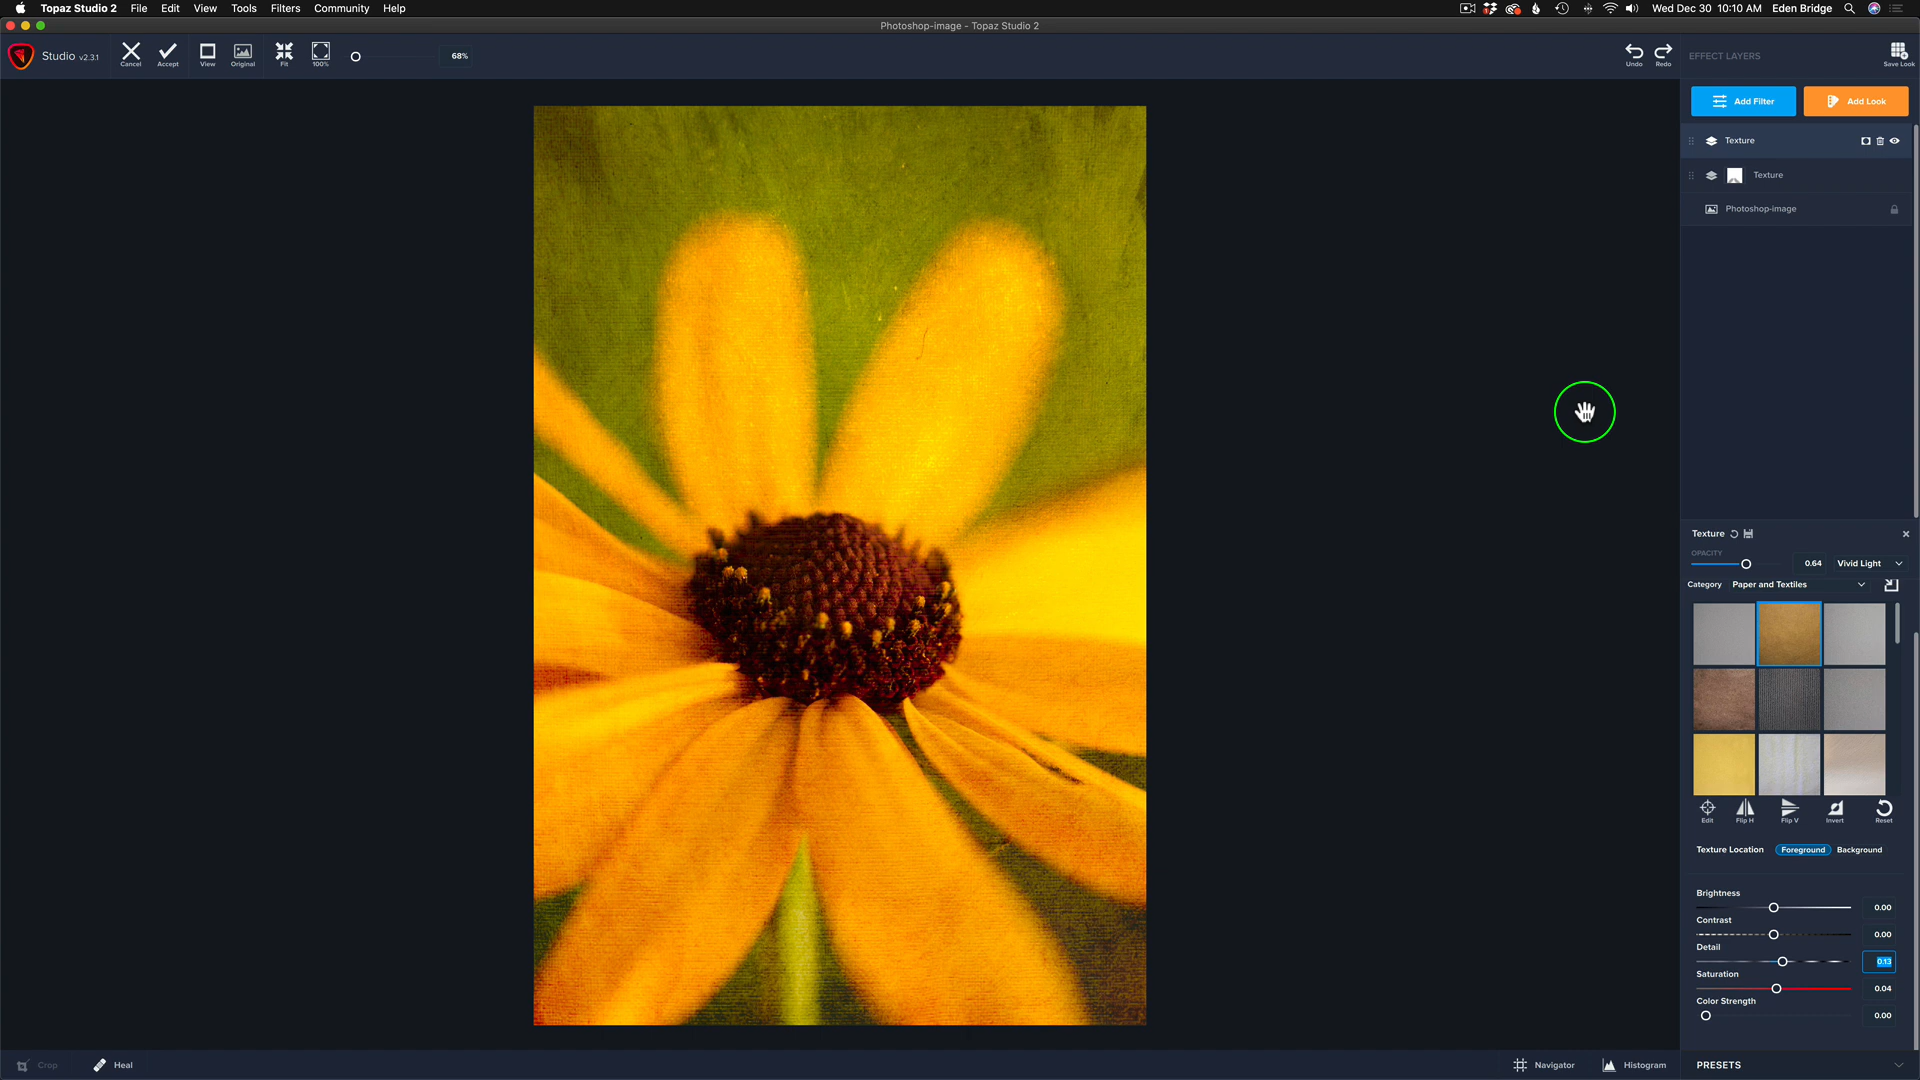 Topaz Studio 2 File Edit View Tools Filters Community Help Wed Dec 30 10:10 AM Eden Bridge
Photoshop-image - Topaz Studio 2
Studio v2.3.1 Cancel Accept View Original Fit 100% 68% Undo Redo EFFECT LAYERS Save Look
Add Filter Add Look
Texture
Texture
Photoshop-image
Texture
OPACITY 0.64 Vivid Light
Category Paper and Textiles
Edit Flip H Flip V Invert Reset
Texture Location Foreground Background
Brightness
0.00
Contrast
0.00
Detail
0.13
Saturation
0.04
Color Strength
0.00
Crop Heal Navigator Histogram PRESETS